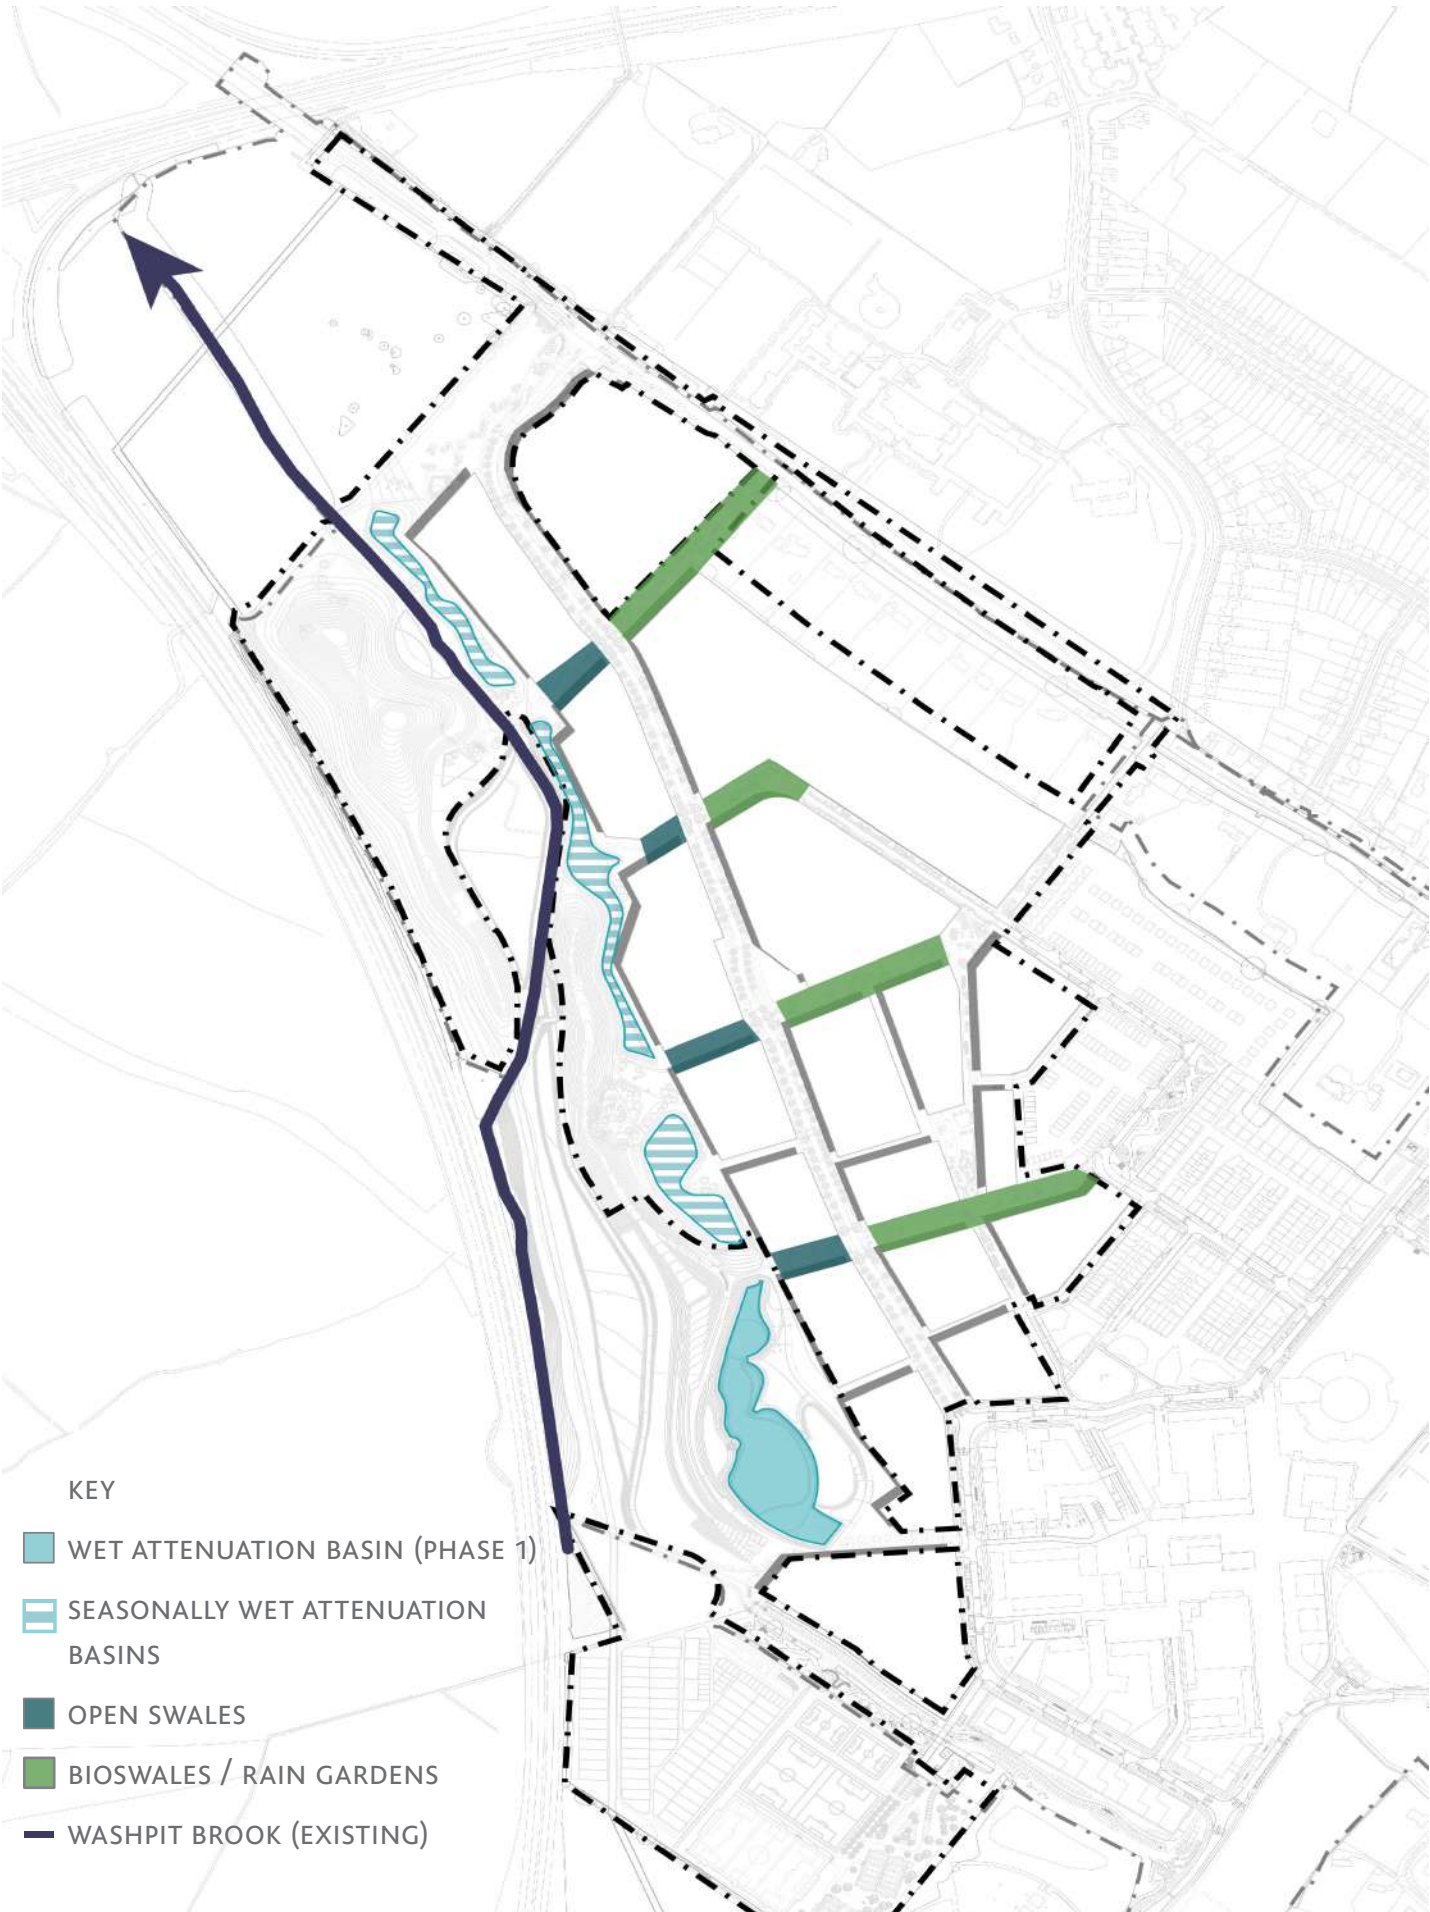 KEY
WET ATTENUATION BASIN (PHASE 1)
SEASONALLY WET ATTENUATION
BASINS
OPEN SWALES
BIOSWALES / RAIN GARDENS
WASHPIT BROOK (EXISTING)